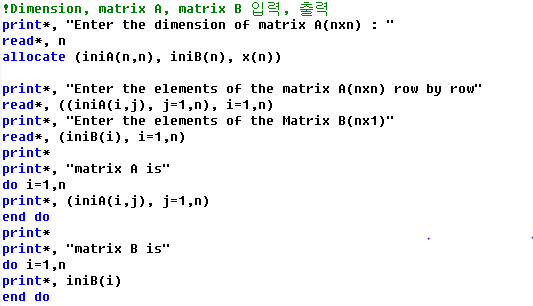 !Dimension, matrix A, matrix B 입력, 출력
print*, "Enter the dimension of matrix A(nxn) : "
read*, n
allocate (iniA(n,n), iniB(n), x(n))
print*, "Enter the elements of the matrix A(nxn) row by row"
read*, ((iniA(i,j), j=1,n), i=1,n)
print*, "Enter the elements of the Matrix B(nx1)"
read*, (iniB(i), i=1,n)
print*
print*, "matrix A is"
do i=1,n
print*, (iniA(i,j), j=1,n)
end do
print*
print*, "matrix B is"
do i=1,n
print*, iniB(i)
end do